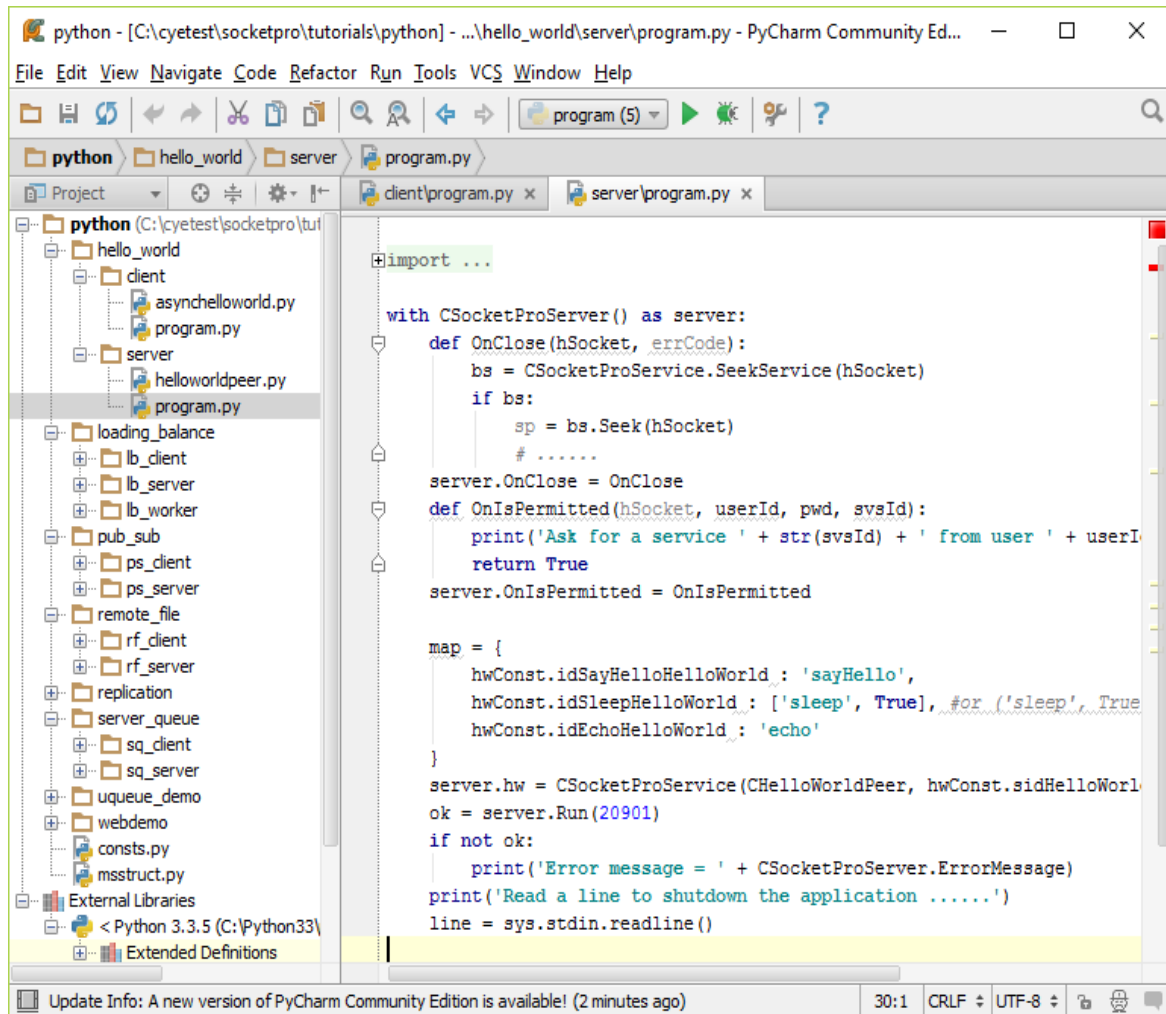 python - [C:\cyetest\socketpro\tutorials\python] - ...\hello_world\server\program.py - PyCharm Community Ed...
File Edit View Navigate Code Refactor Run Tools VCS Window Help
program (5)
python hello_world server program.py
Project
client\program.py server\program.py
python (C:\cyetest\socketpro\tut
hello_world
client
asynchelloworld.py
program.py
server
helloworldpeer.py
program.py
loading_balance
lb_client
lb_server
lb_worker
pub_sub
ps_client
ps_server
remote_file
rf_client
rf_server
replication
server_queue
sq_client
sq_server
uqueue_demo
webdemo
consts.py
msstruct.py
External Libraries
< Python 3.3.5 (C:\Python33\
Extended Definitions
import ...
with CSocketProServer() as server:
def OnClose(hSocket, errCode):
bs = CSocketProService.SeekService(hSocket)
if bs:
sp = bs.Seek(hSocket)
# ......
server.OnClose = OnClose
def OnIsPermitted(hSocket, userId, pwd, svsId):
print('Ask for a service ' + str(svsId) + ' from user ' + userI
return True
server.OnIsPermitted = OnIsPermitted
map = {
hwConst.idSayHelloHelloWorld : 'sayHello',
hwConst.idSleepHelloWorld : ['sleep', True], #or ('sleep', True
hwConst.idEchoHelloWorld : 'echo'
}
server.hw = CSocketProService(CHelloWorldPeer, hwConst.sidHelloWorl
ok = server.Run(20901)
if not ok:
print('Error message = ' + CSocketProServer.ErrorMessage)
print('Read a line to shutdown the application ......')
line = sys.stdin.readline()
Update Info: A new version of PyCharm Community Edition is available! (2 minutes ago) 30:1 CRLF UTF-8